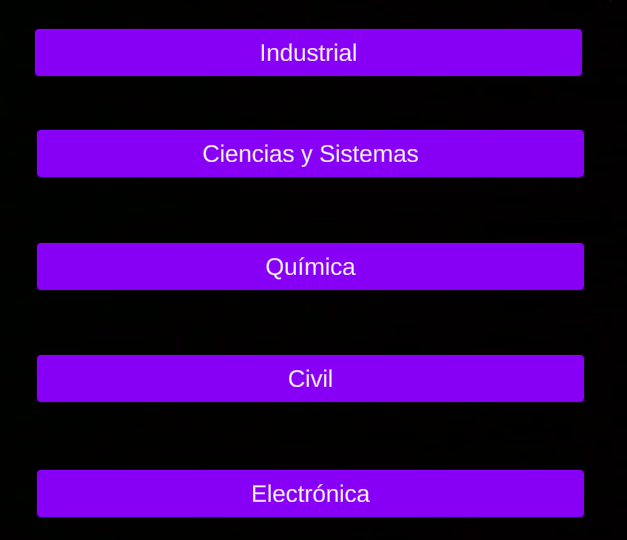 Industrial
Ciencias y Sistemas
Química
Civil
Electrónica